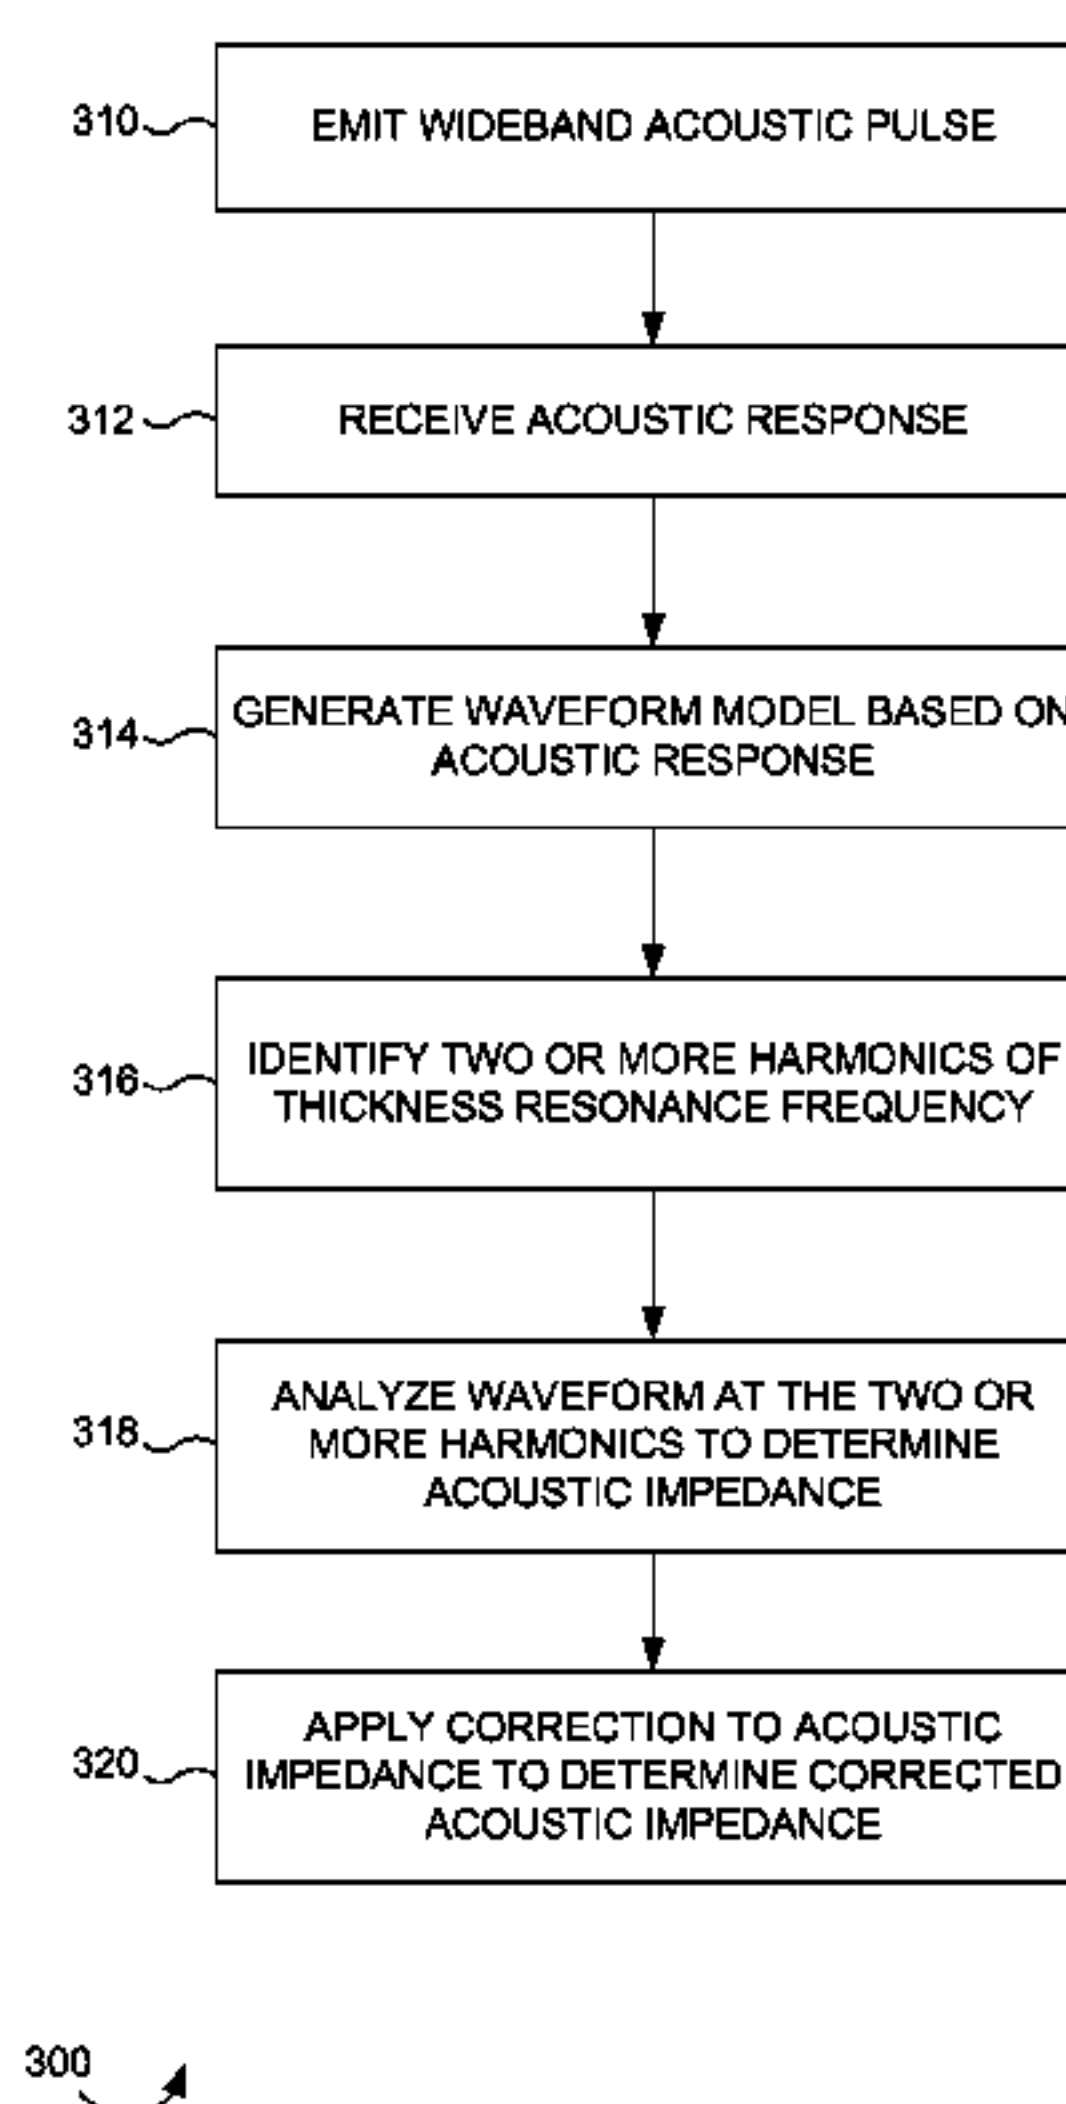 310
EMIT WIDEBAND ACOUSTIC PULSE
312
RECEIVE ACOUSTIC RESPONSE
314
GENERATE WAVEFORM MODEL BASED ON
ACOUSTIC RESPONSE
316
IDENTIFY TWO OR MORE HARMONICS OF
THICKNESS RESONANCE FREQUENCY
318
ANALYZE WAVEFORM AT THE TWO OR
MORE HARMONICS TO DETERMINE
ACOUSTIC IMPEDANCE
320
APPLY CORRECTION TO ACOUSTIC
IMPEDANCE TO DETERMINE CORRECTED
ACOUSTIC IMPEDANCE
300